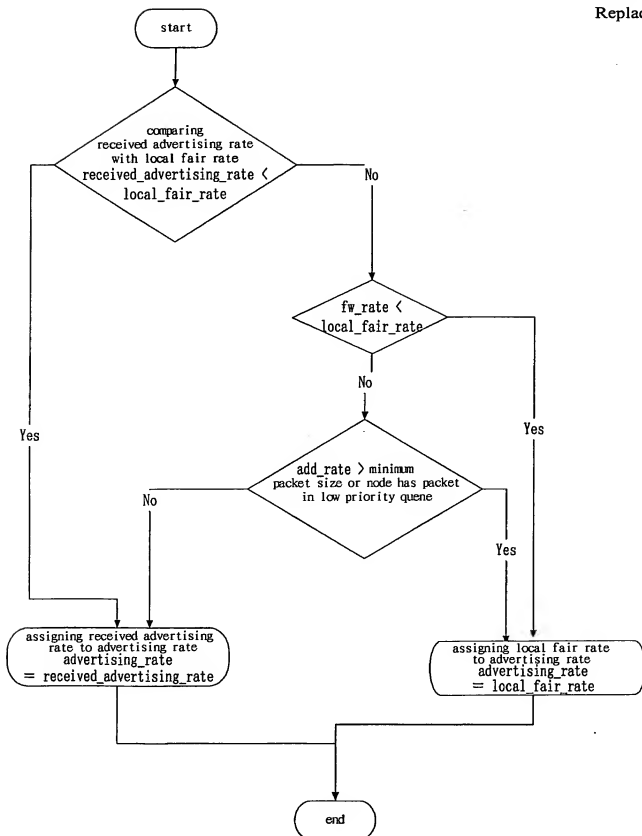 Replac
start
comparing
received advertising rate
with local fair rate
received_advertising_rate <
local_fair_rate
No
fw_rate <
local_fair_rate
No
Yes
Yes
add_rate > minimum
packet size or node has packet
in low priority quene
No
Yes
assigning received advertising
rate to advertising rate
advertising_rate
= received_advertising_rate
assigning local fair rate
to advertising rate
advertising_rate
= local_fair_rate
end